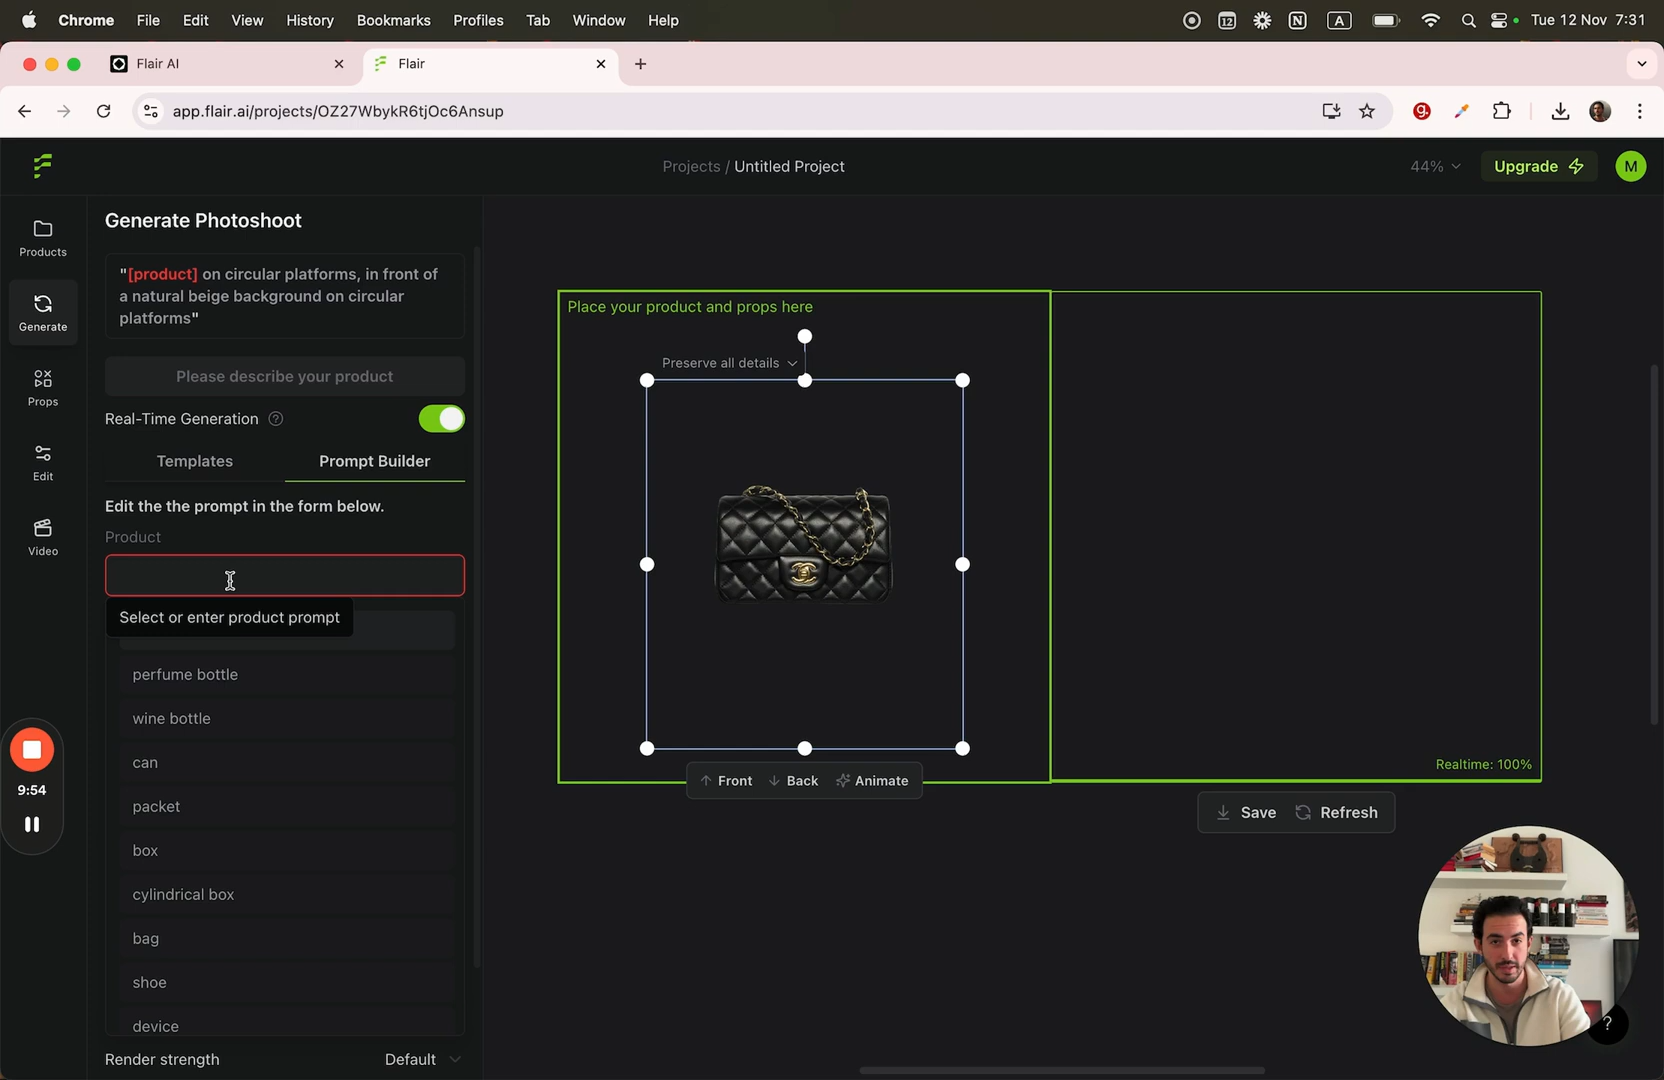 Chrome File Edit View History Bookmarks Profiles Tab Window Help 12 N A Tue 12 Nov 7:31
Flair AI Flair
app.flair.ai/projects/OZ27WbykR6tjOc6Ansup
Projects / Untitled Project 44% Upgrade M
Products
Generate
Props
Edit
Video
9:54
Generate Photoshoot
"[product] on circular platforms, in front of
a natural beige background on circular
platforms"
Please describe your product
Real-Time Generation ?
Templates Prompt Builder
Edit the the prompt in the form below.
Product
Select or enter product prompt
perfume bottle
wine bottle
can
packet
box
cylindrical box
bag
shoe
device
Render strength Default
Place your product and props here
Preserve all details
Front Back Animate
Realtime: 100%
Save Refresh
?